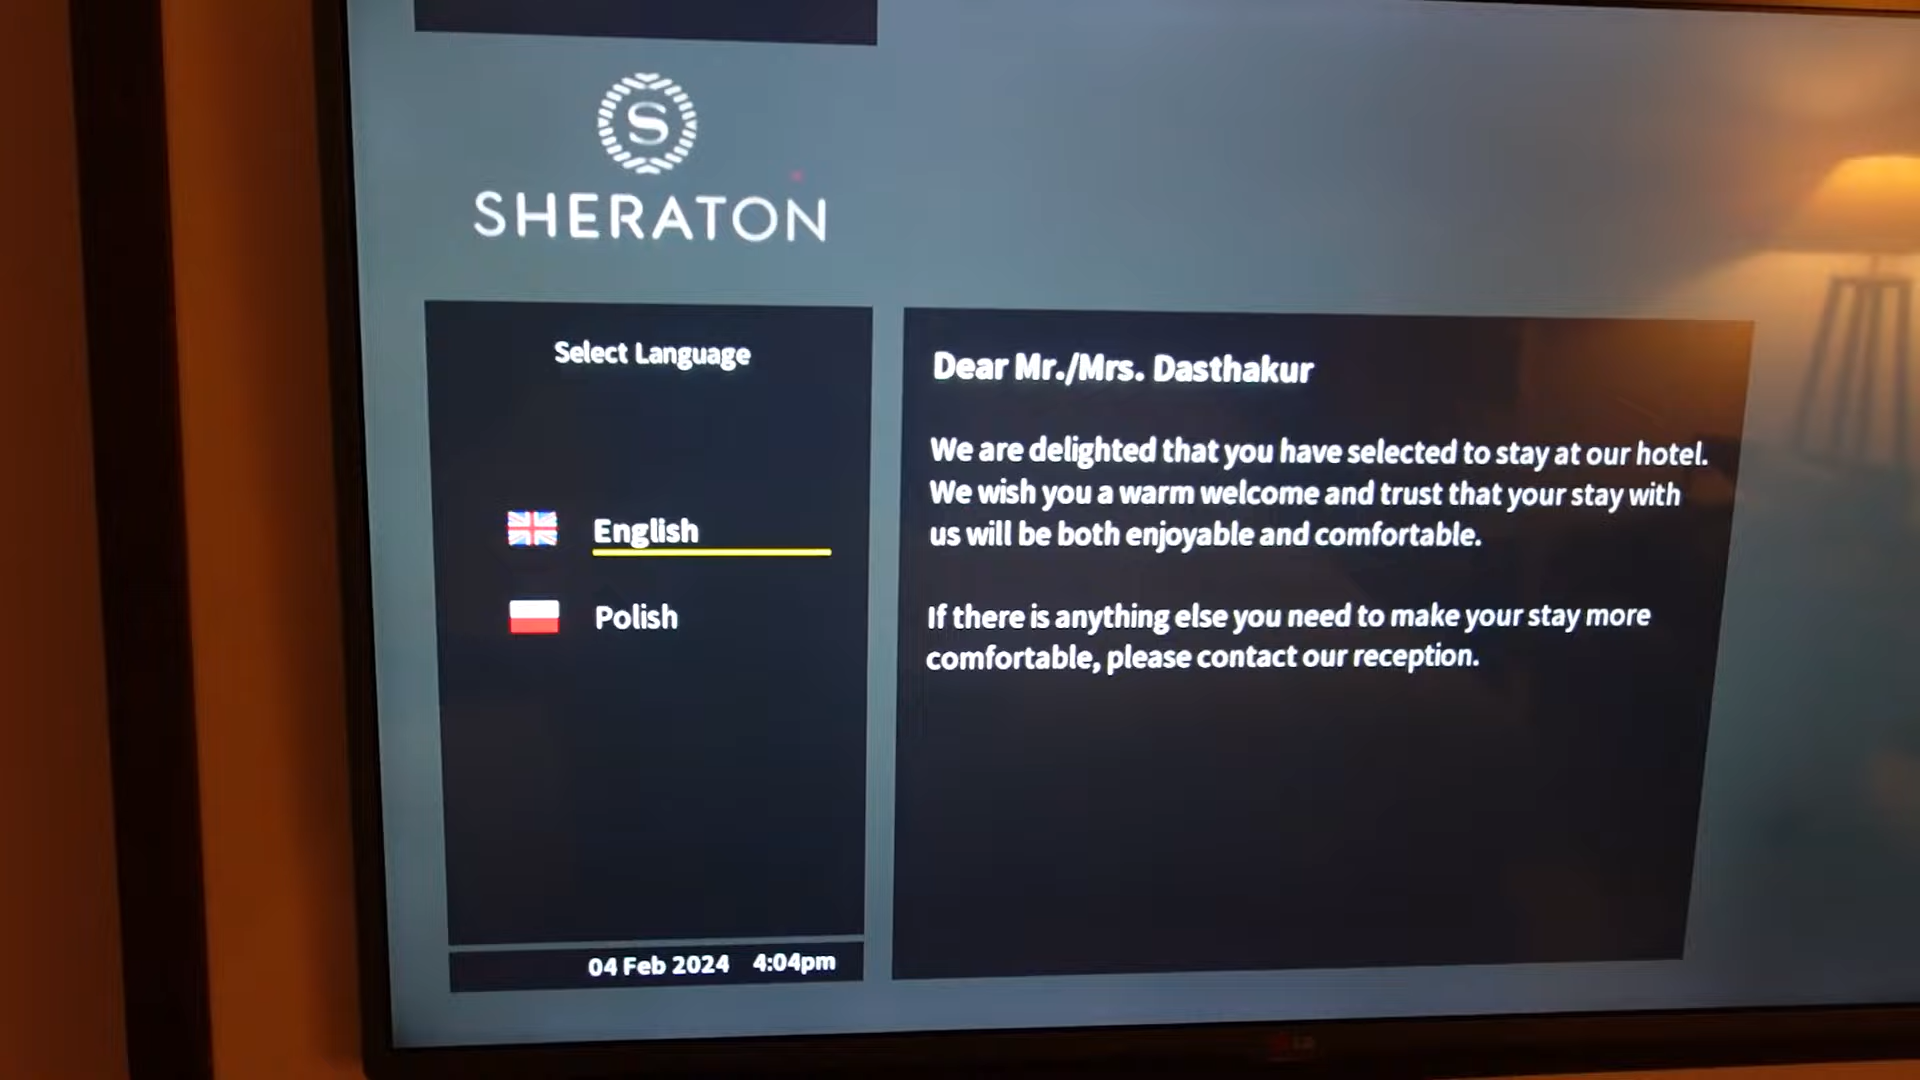 S
SHERATON
Select Language
English
Polish
04 Feb 2024 4:04pm
Dear Mr./Mrs. Dasthakur
We are delighted that you have selected to stay at our hotel.
We wish you a warm welcome and trust that your stay with
us will be both enjoyable and comfortable.
If there is anything else you need to make your stay more
comfortable, please contact our reception.
LG